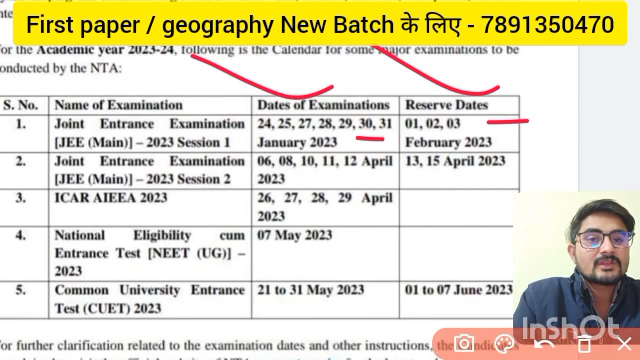 First paper / geography New Batch के लिए - 7891350470
For the Academic year 2023-24, following is the Calendar for some major examinations to be
conducted by the NTA:
S. No. Name of Examination Dates of Examinations Reserve Dates
1. Joint Entrance Examination 24, 25, 27, 28, 29, 30, 31 01, 02, 03
[JEE (Main)] – 2023 Session 1 January 2023 February 2023
2. Joint Entrance Examination 06, 08, 10, 11, 12 April 13, 15 April 2023
[JEE (Main)] – 2023 Session 2 2023
3. ICAR AIEEA 2023 26, 27, 28, 29 April
2023
4. National Eligibility cum 07 May 2023
Entrance Test [NEET (UG)] –
2023
5. Common University Entrance 21 to 31 May 2023 01 to 07 June 2023
Test (CUET) 2023
For further clarification related to the examination dates and other instructions, the
InShOt